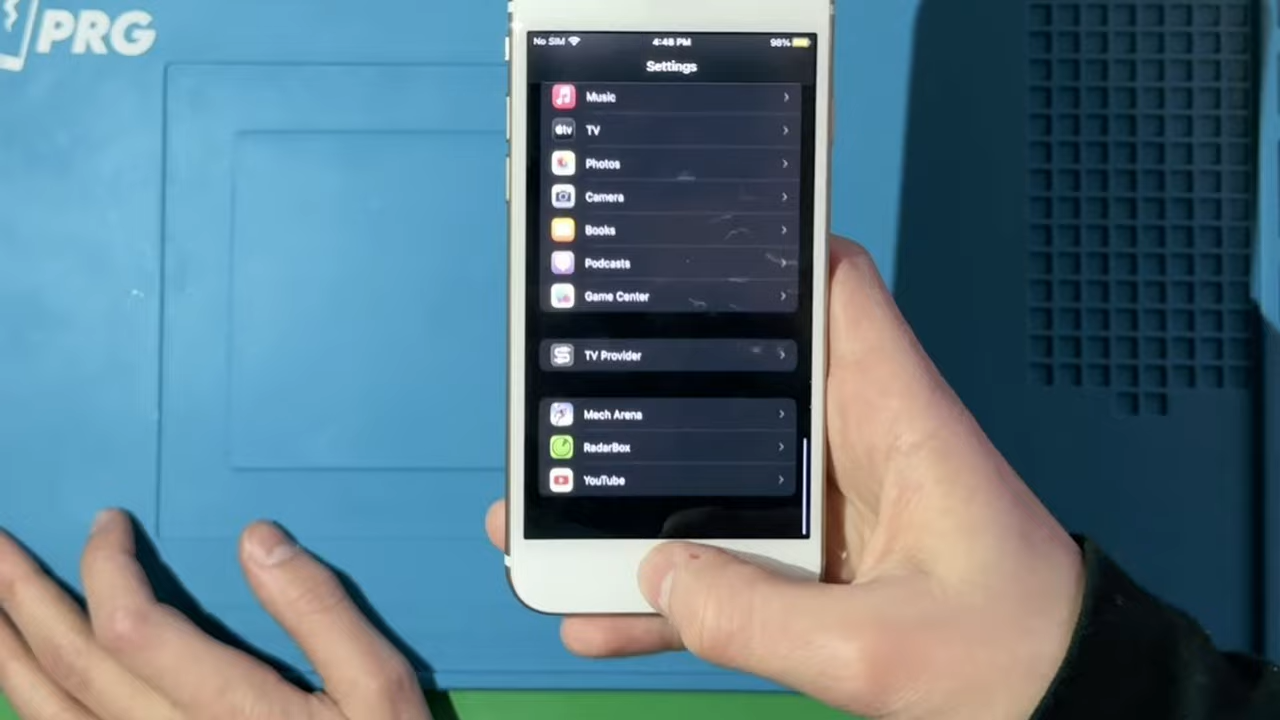 PRG
No SIM 4:48 PM 98%
Settings
Music
tv TV
Photos
Camera
Books
Podcasts
Game Center
TV Provider
Mech Arena
RadarBox
YouTube